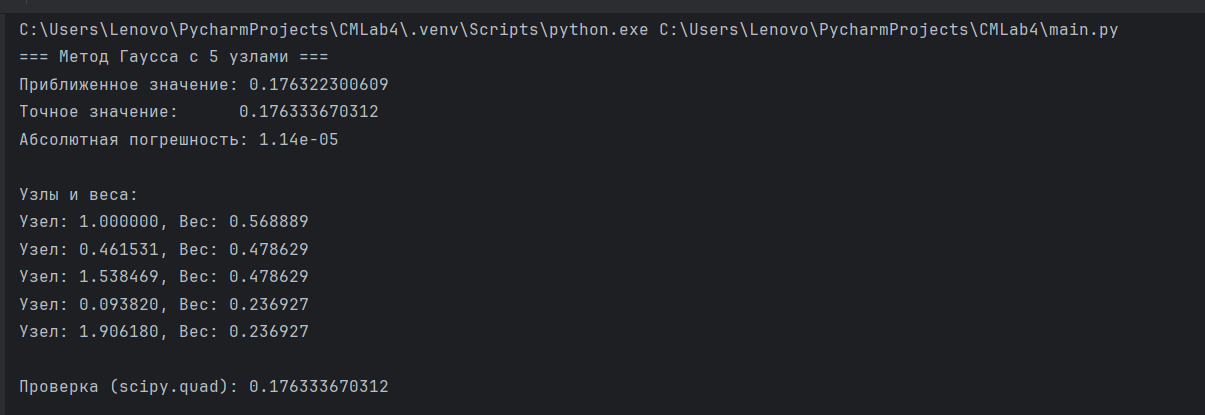 C:\Users\Lenovo\PycharmProjects\CMLab4\.venv\Scripts\python.exe C:\Users\Lenovo\PycharmProjects\CMLab4\main.py
=== Метод Гаусса с 5 узлами ===
Приближенное значение: 0.176322300609
Точное значение:      0.176333670312
Абсолютная погрешность: 1.14e-05

Узлы и веса:
Узел: 1.000000, Вес: 0.568889
Узел: 0.461531, Вес: 0.478629
Узел: 1.538469, Вес: 0.478629
Узел: 0.093820, Вес: 0.236927
Узел: 1.906180, Вес: 0.236927

Проверка (scipy.quad): 0.176333670312